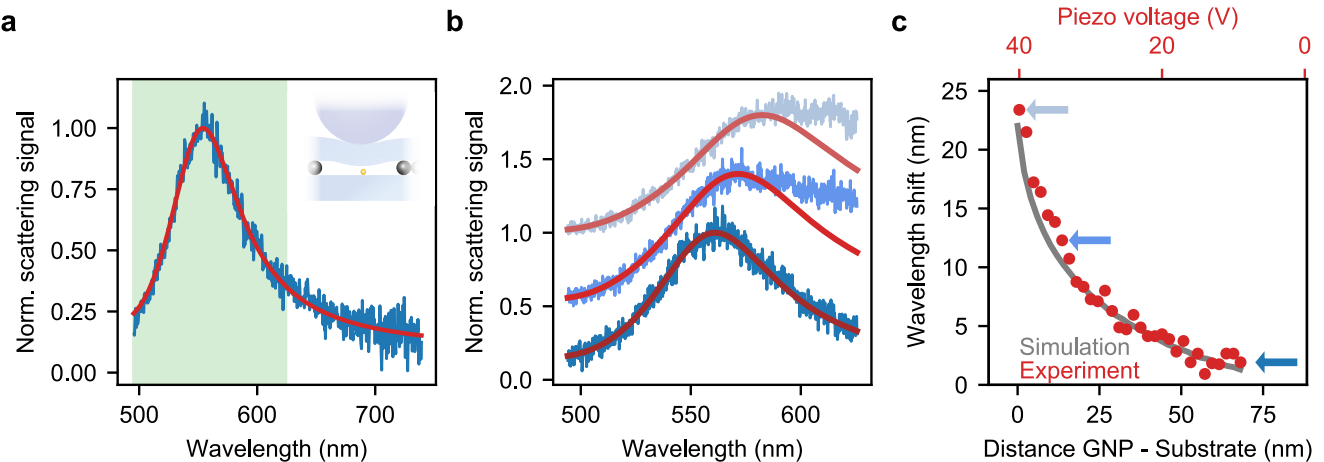 a
Norm. scattering signal
1.00
0.75
0.50
0.25
0.00
500
600
700
Wavelength (nm)
b
Norm. scattering signal
2.0
1.5
1.0
0.5
0.0
500
550
600
Wavelength (nm)
c
Piezo voltage (V)
40
20
0
Wavelength shift (nm)
25
20
15
10
5
0
Simulation
Experiment
0
25
50
75
Distance GNP - Substrate (nm)